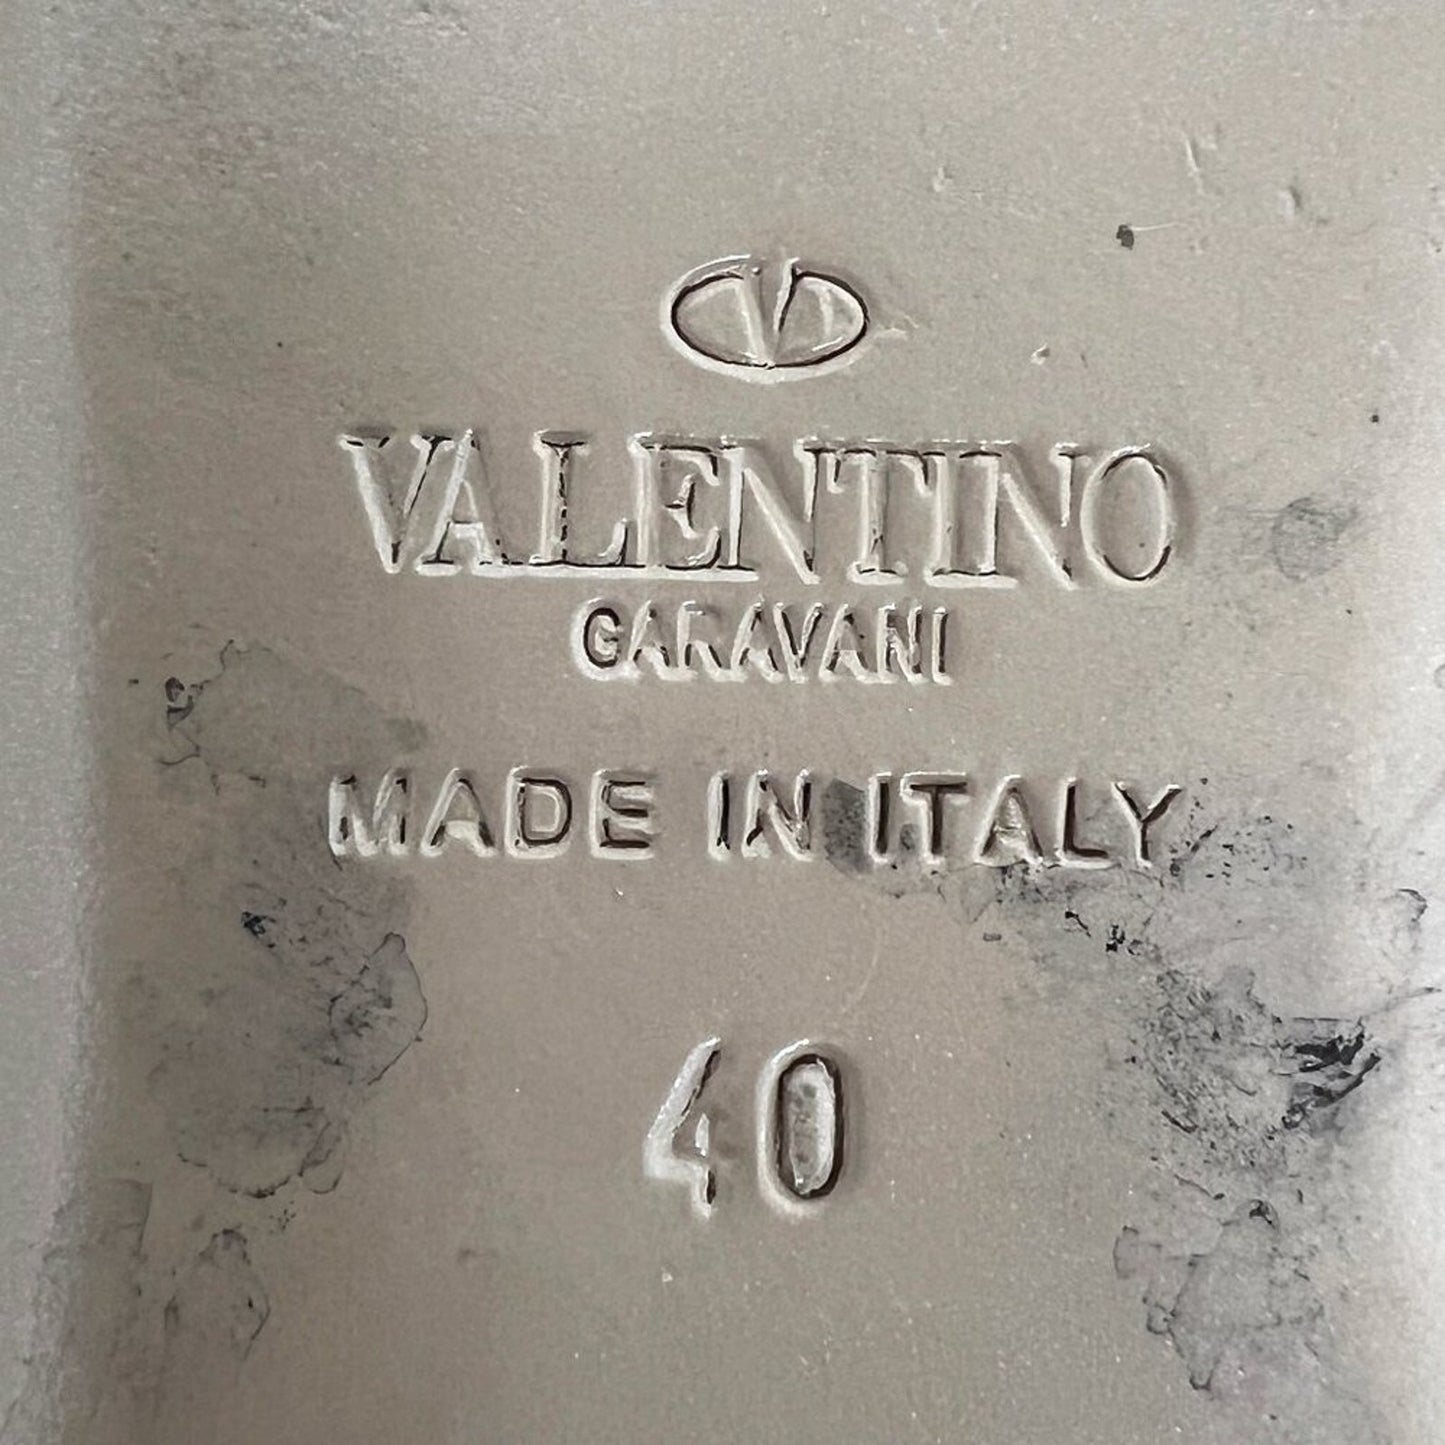 V
VALENTINO
GARAVANI
MADE IN ITALY
40